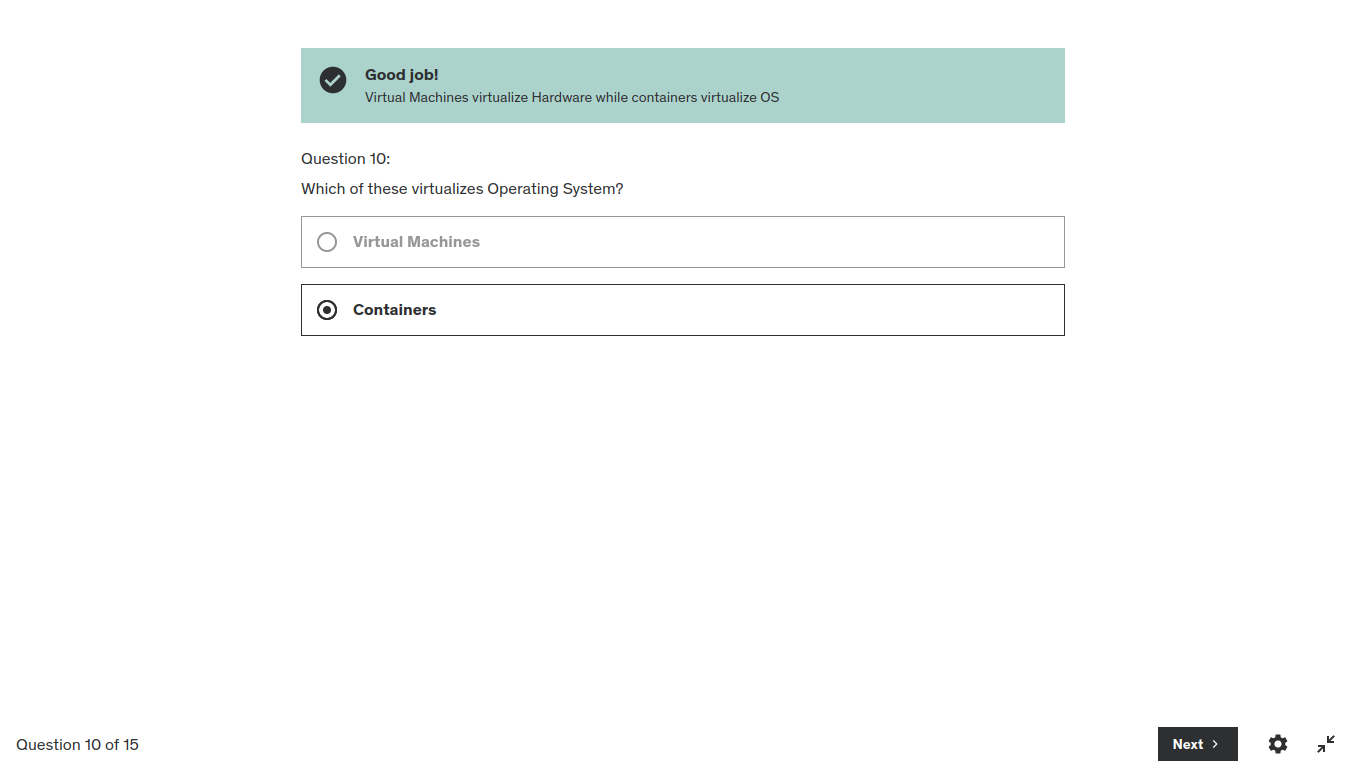 Good job!
Virtual Machines virtualize Hardware while containers virtualize OS
Question 10:
Which of these virtualizes Operating System?
Virtual Machines
Containers
Question 10 of 15
Next